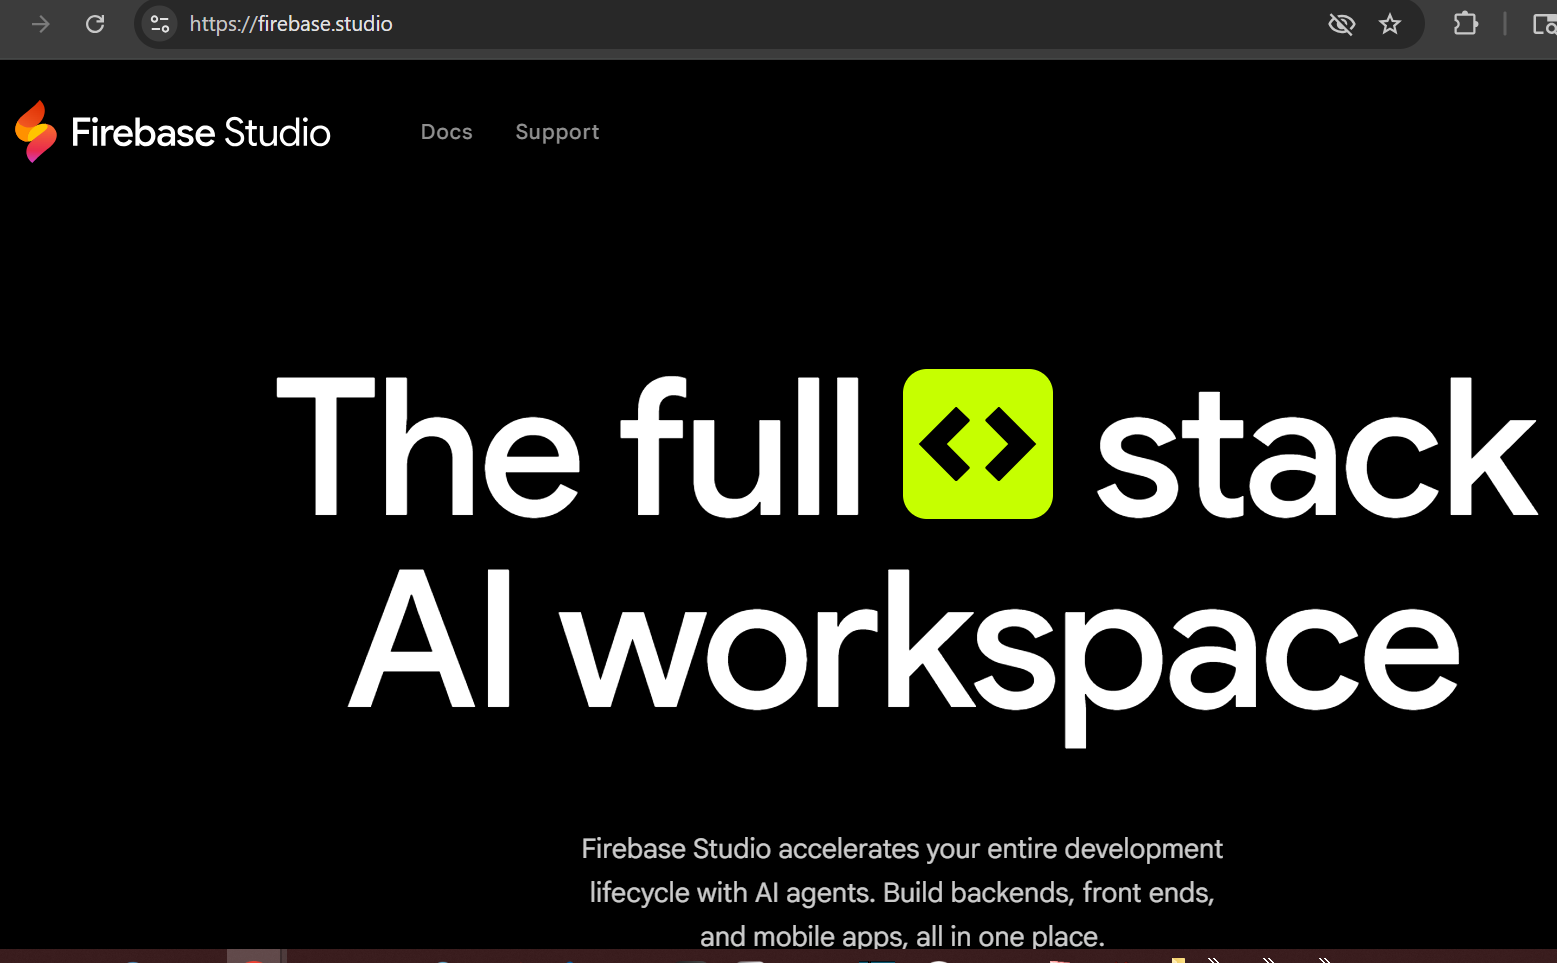 https://firebase.studio
Firebase Studio
Docs
Support
The full <> stack
AI workspace
Firebase Studio accelerates your entire development
lifecycle with AI agents. Build backends, front ends,
and mobile apps, all in one place.